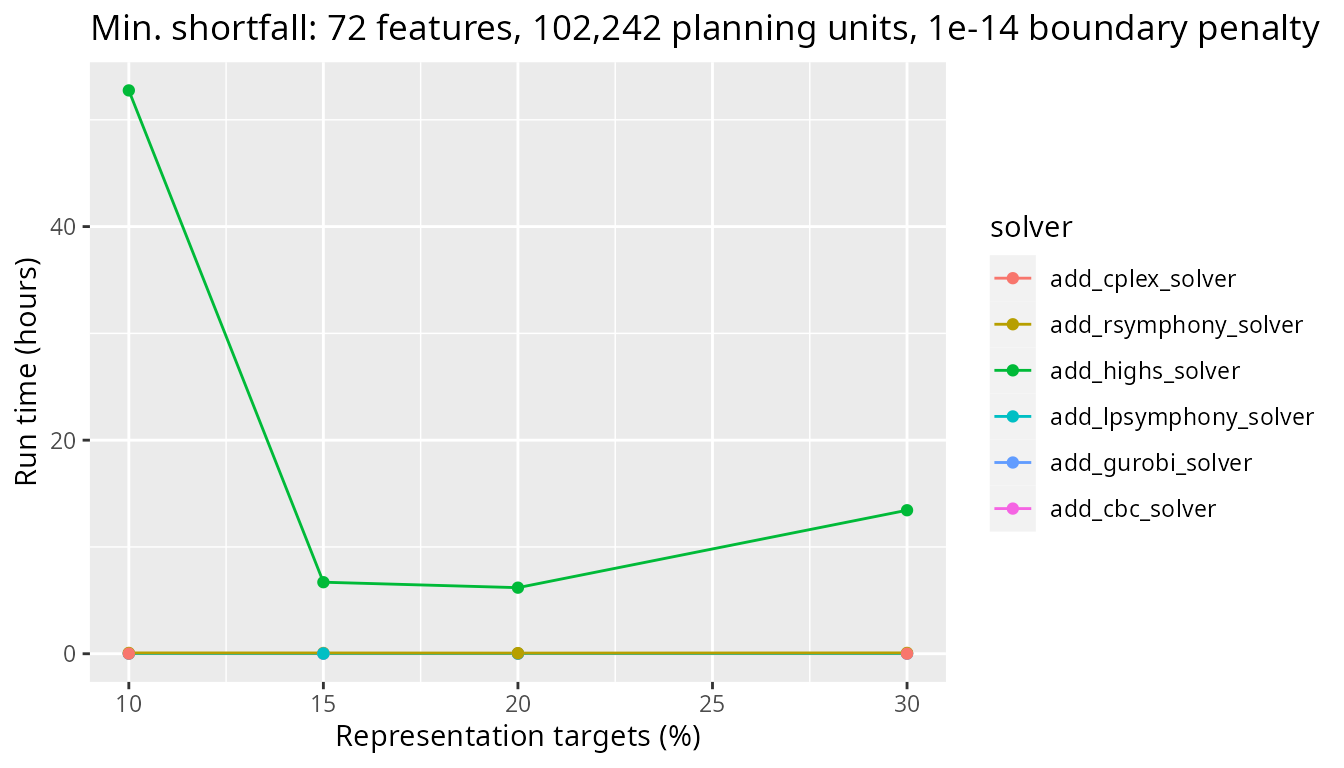 Min. shortfall: 72 features, 102,242 planning units, 1e-14 boundary penalty
Run time (hours)
40
20
0
10
15
20
25
30
Representation targets (%)
solver
add_cplex_solver
add_rsymphony_solver
add_highs_solver
add_lpsymphony_solver
add_gurobi_solver
add_cbc_solver